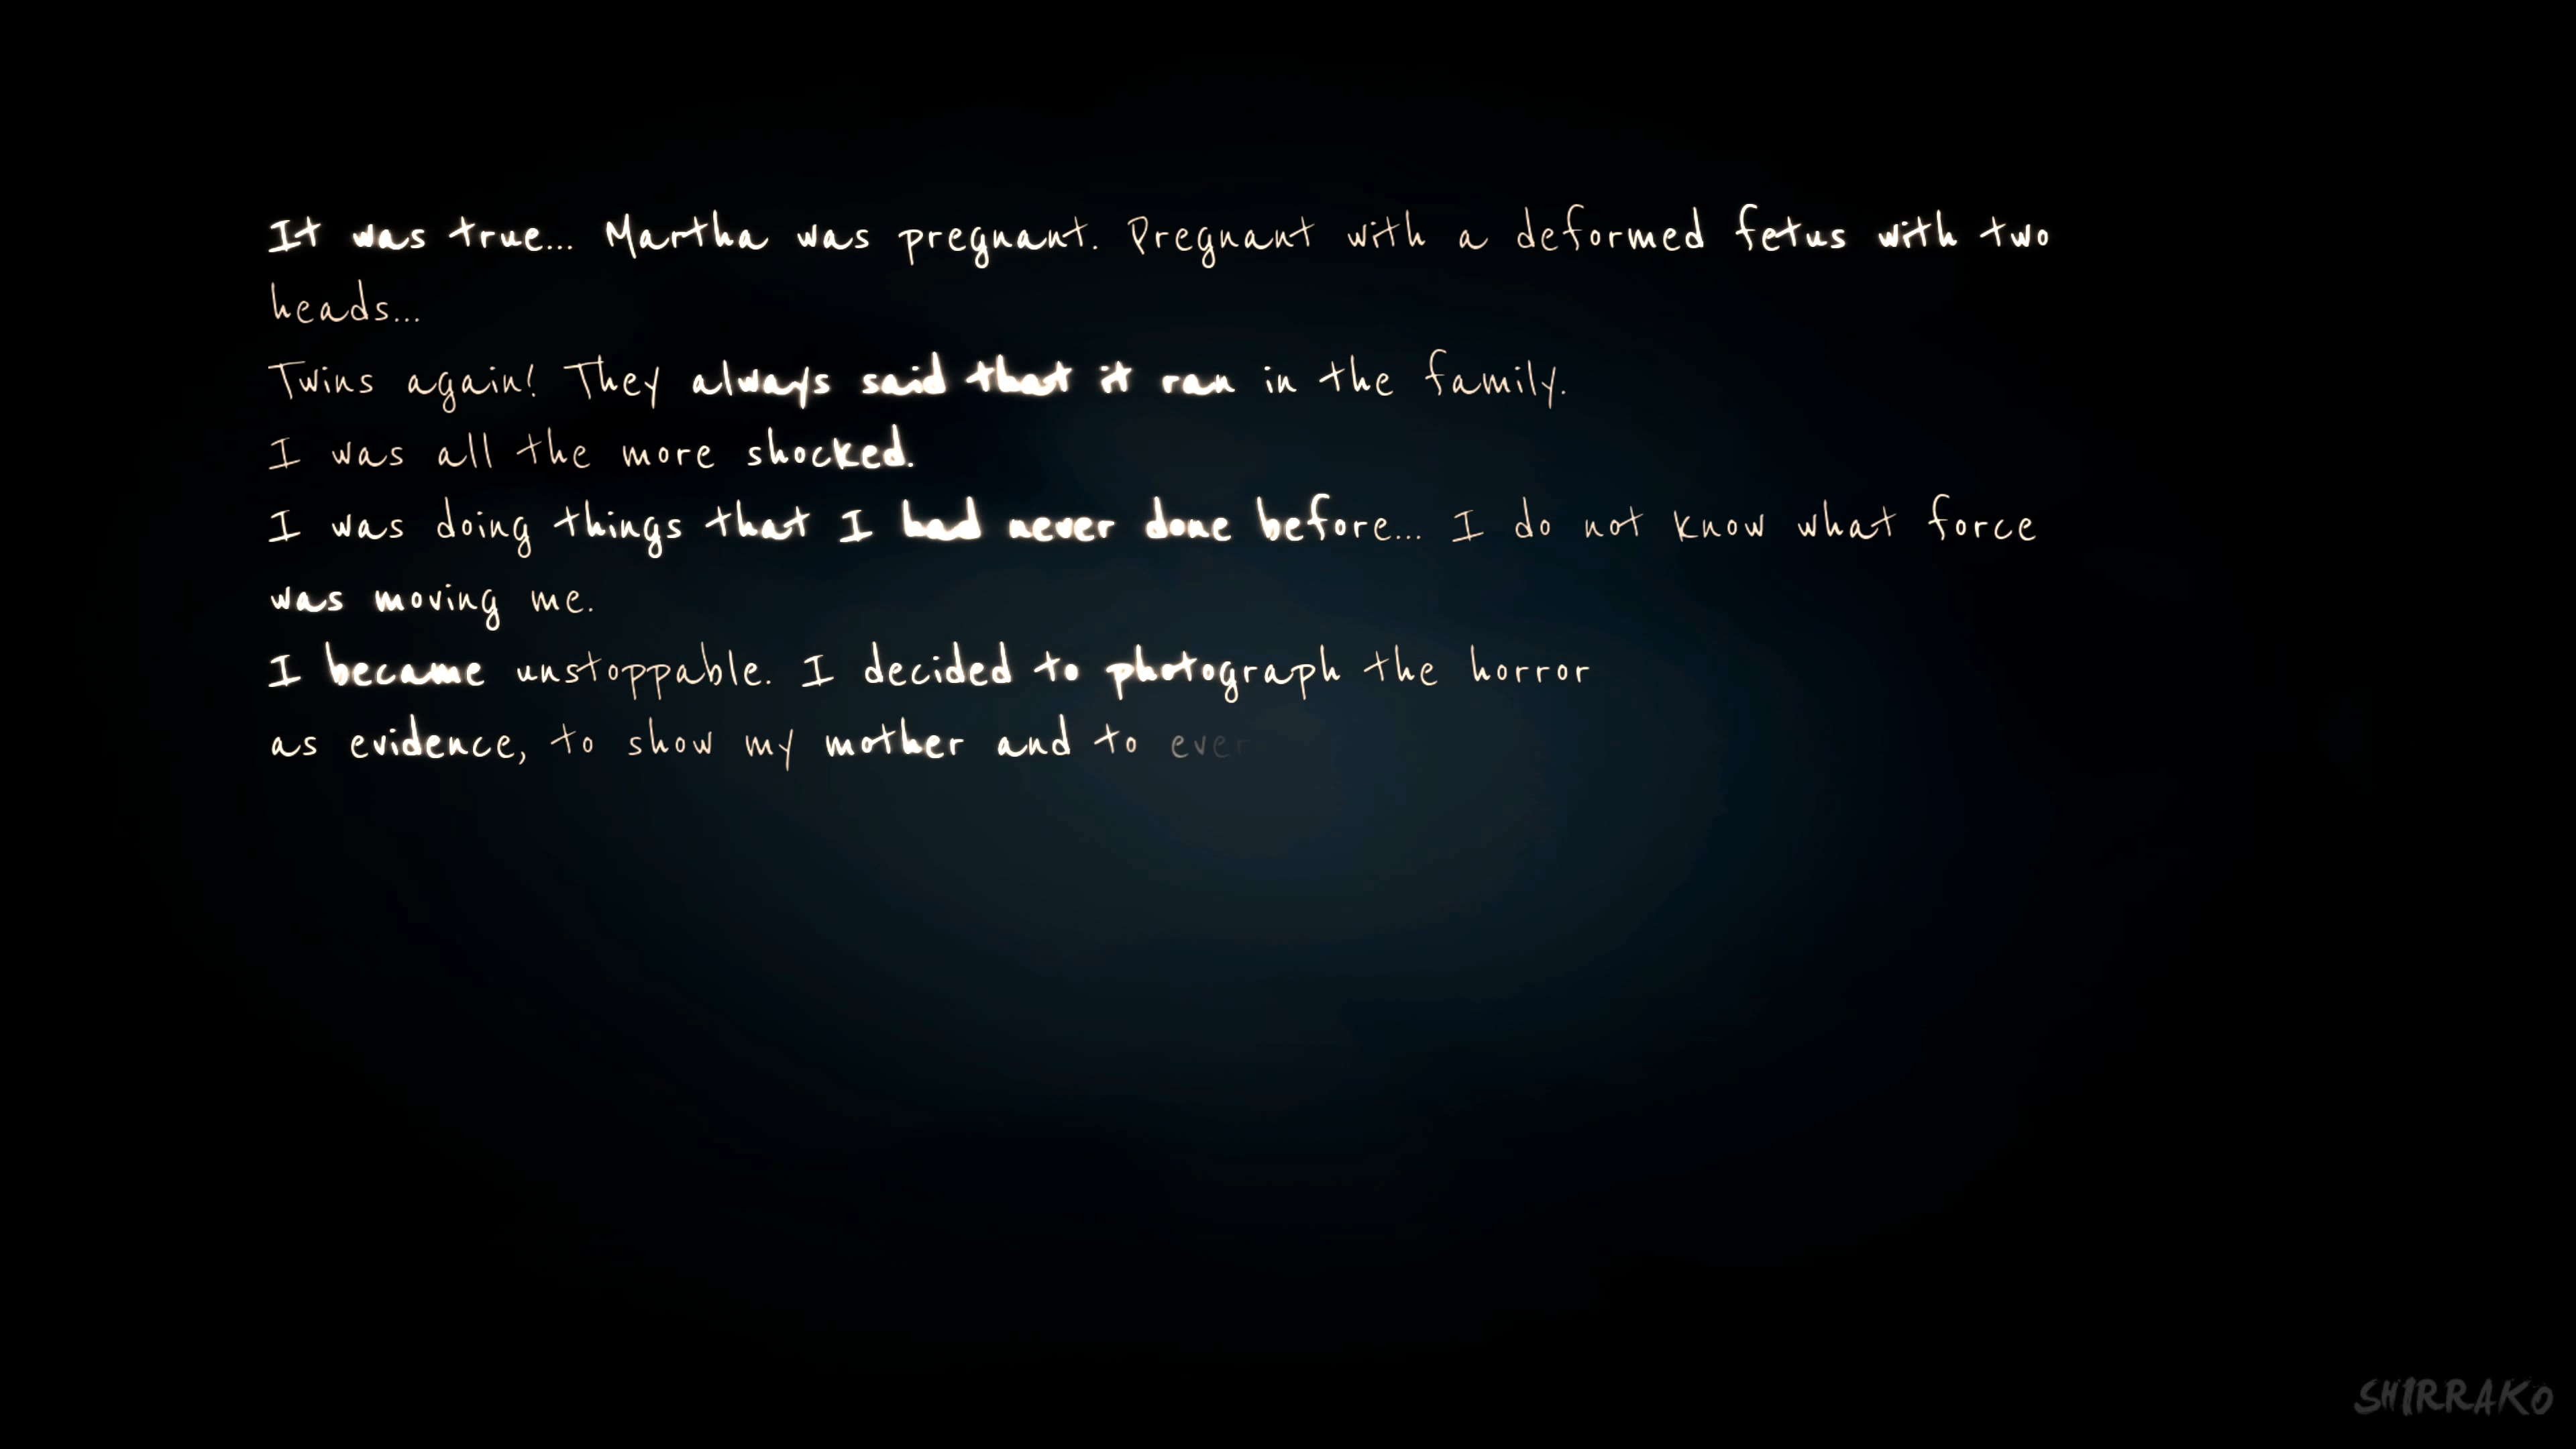 It was true... Martha was pregnant. Pregnant with a deformed fetus with two
heads...
Twins again! They always said that it ran in the family.
I was all the more shocked.
I was doing things that I had never done before... I do not know what force
was moving me.
I became unstoppable. I decided to photograph the horror
as evidence, to show my mother and to ever
SHIRRAKO